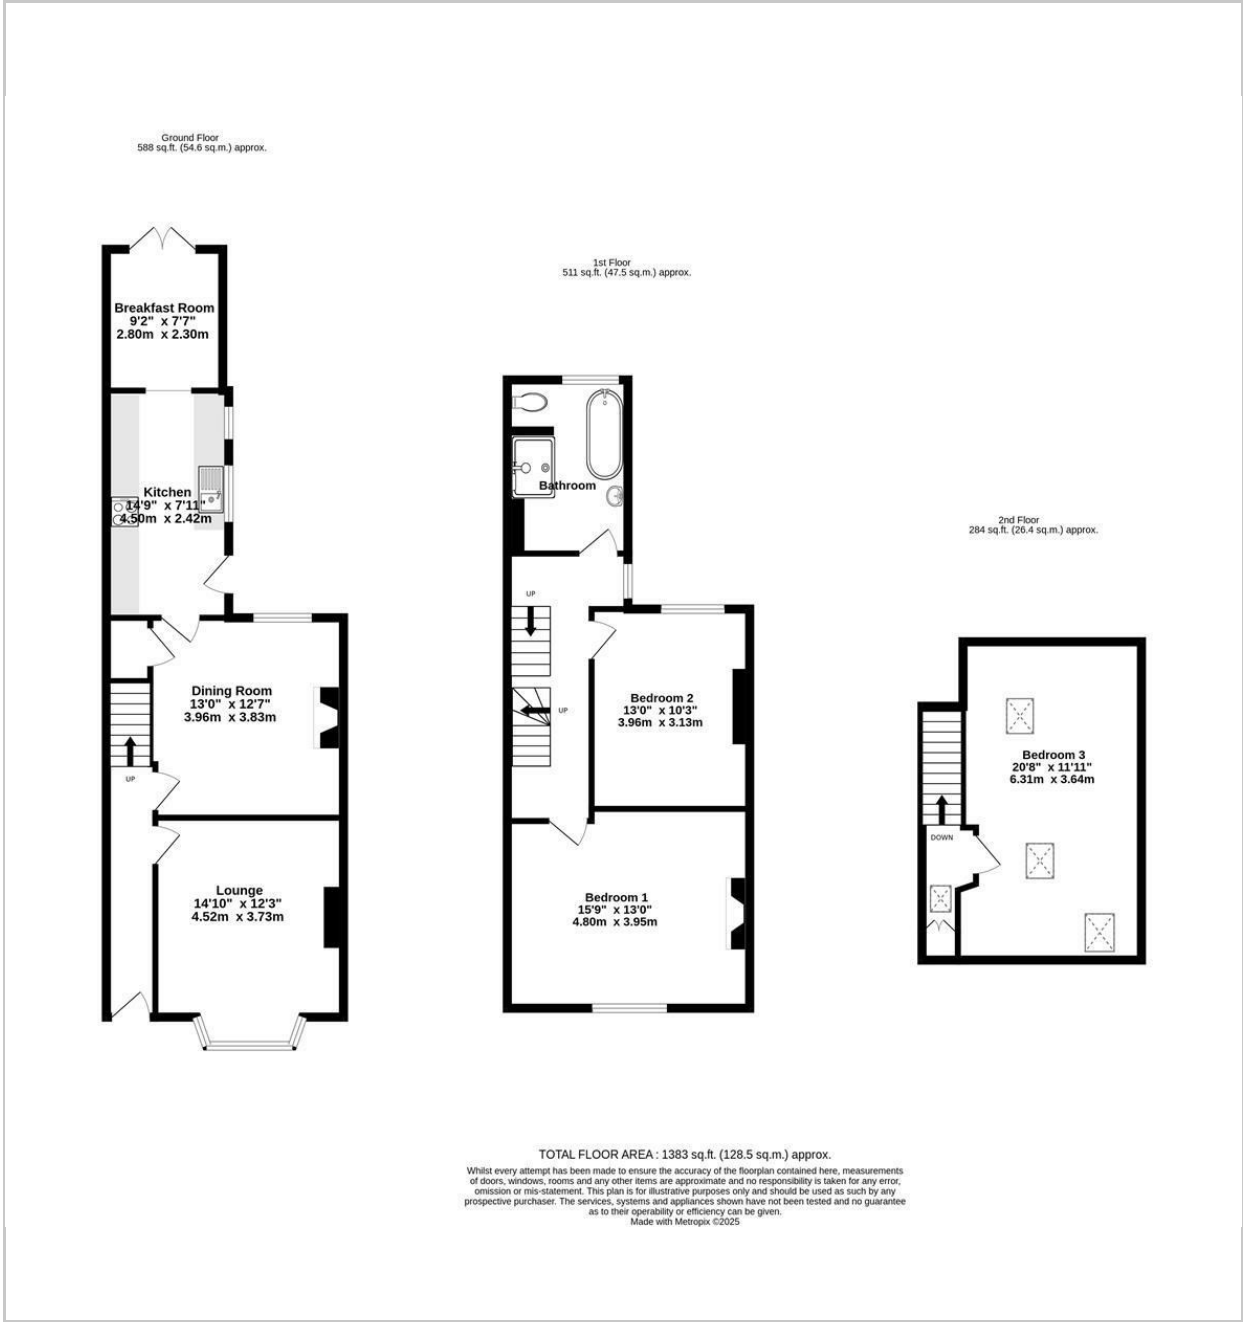 Ground Floor
588 sq.ft. (54.6 sq.m.) approx.
Breakfast Room
9'2" x 7'7"
2.80m x 2.30m
Kitchen
14'9" x 7'11"
4.50m x 2.42m
Dining Room
13'0" x 12'7"
3.96m x 3.83m
UP
Lounge
14'10" x 12'3"
4.52m x 3.73m
1st Floor
511 sq.ft. (47.5 sq.m.) approx.
Bathroom
UP
UP
Bedroom 2
13'0" x 10'3"
3.96m x 3.13m
Bedroom 1
15'9" x 13'0"
4.80m x 3.95m
2nd Floor
284 sq.ft. (26.4 sq.m.) approx.
Bedroom 3
20'8" x 11'11"
6.31m x 3.64m
DOWN
TOTAL FLOOR AREA : 1383 sq.ft. (128.5 sq.m.) approx.
Whilst every attempt has been made to ensure the accuracy of the floorplan contained here, measurements
of doors, windows, rooms and any other items are approximate and no responsibility is taken for any error,
omission or mis-statement. This plan is for illustrative purposes only and should be used as such by any
prospective purchaser. The services, systems and appliances shown have not been tested and no guarantee
as to their operability or efficiency can be given.
Made with Metropix ©2025